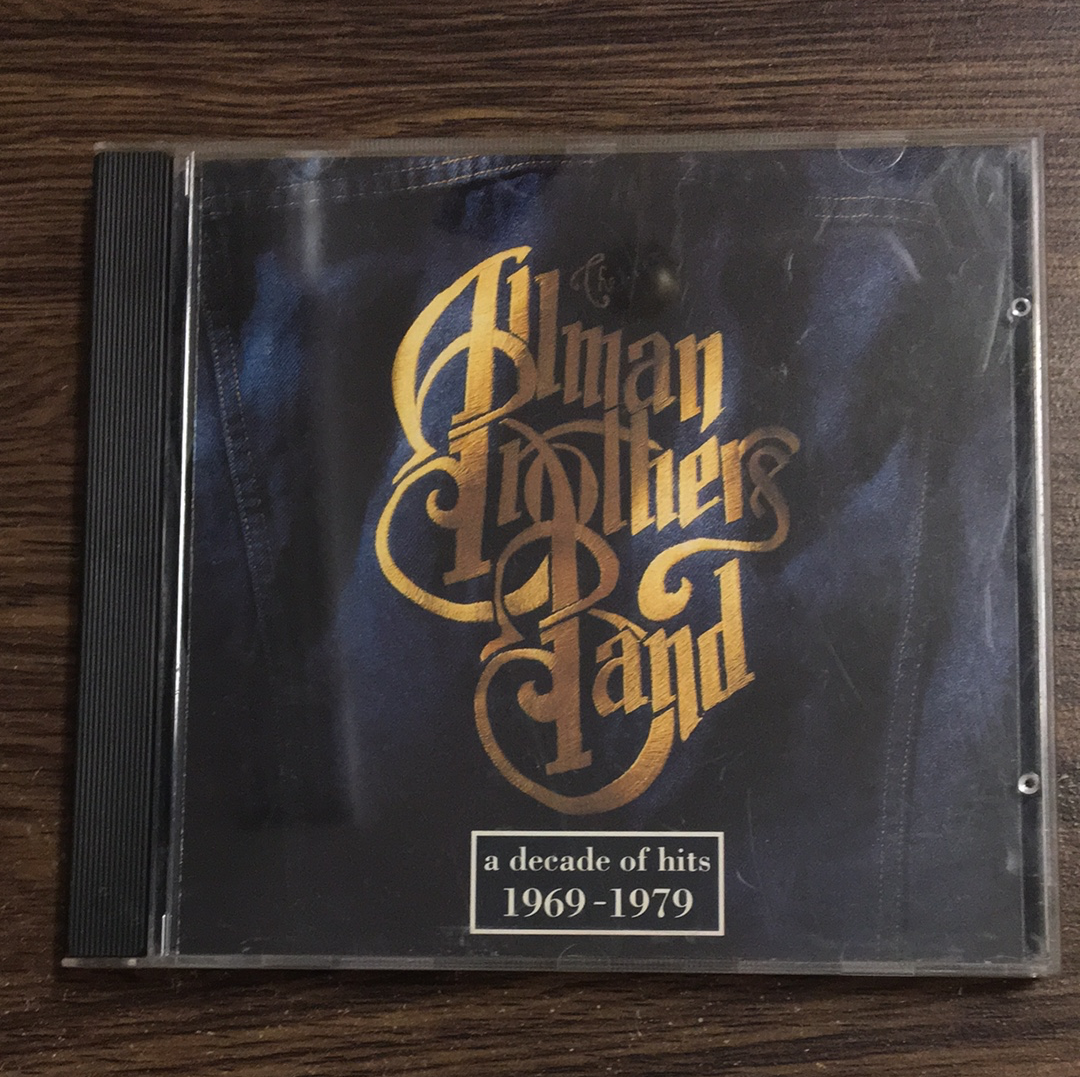 The
Allman
Brothers
Band
a decade of hits
1969-1979